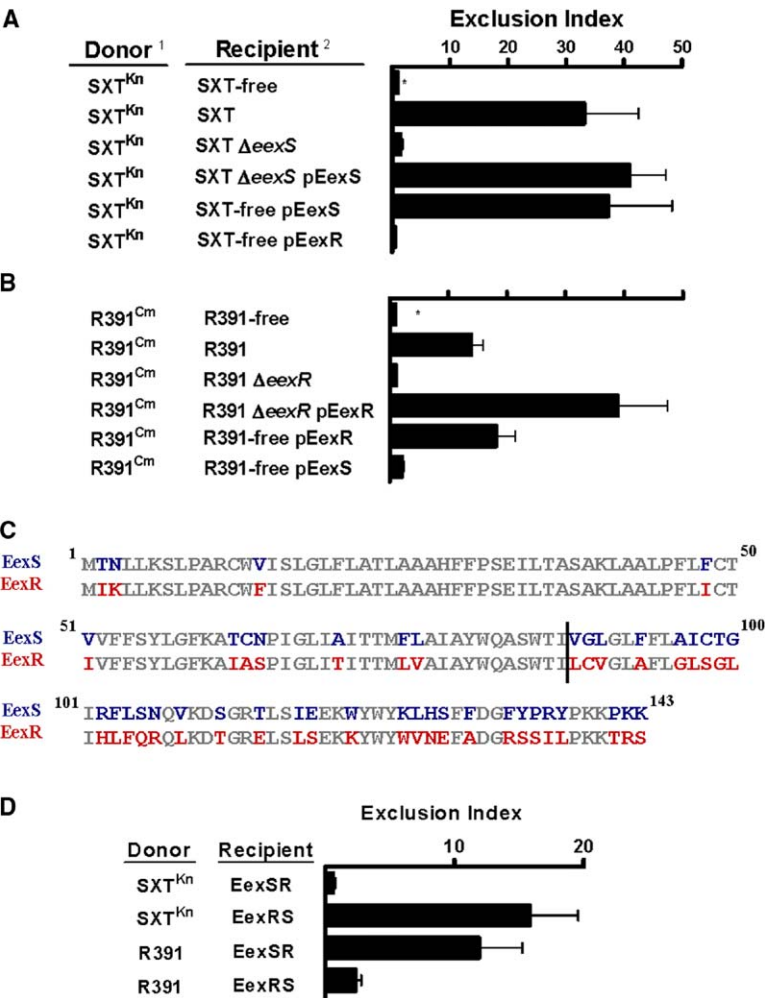 A
Exclusion Index
Donor 1 Recipient 2 10 20 30 40 50
SXTKn SXT-free *
SXTKn SXT
SXTKn SXT ΔeexS
SXTKn SXT ΔeexS pEexS
SXTKn SXT-free pEexS
SXTKn SXT-free pEexR
B
R391Cm R391-free *
R391Cm R391
R391Cm R391 ΔeexR
R391Cm R391 ΔeexR pEexR
R391Cm R391-free pEexR
R391Cm R391-free pEexS
C
EexS 1 MTNLLKSLPARCWVISLGLFLATLAAAHFFPSEILTASAKLAALPFLFCT 50
EexR MIKLLKSLPARCWFISLGLFLATLAAAHFFPSEILTASAKLAALPFLICT
EexS 51 VVFFSYLGFKATCNPIGLIAITTMFLAIAYWQASWTIVGLGLFFLAICTG 100
EexR IVFFSYLGFKAIASPIGLITITTMLVAIAYWQASWTILCVGLAFLGLSGL
EexS 101 IRFLSNQVKDSGRTLSIEEKWYWYKLHSFFDGFYPRYPKKPKK 143
EexR IHLFQRQLKDTGRELSLSEKKYWYWVNEFADGRSSILPKKTRS
D
Exclusion Index
Donor Recipient 10 20
SXTKn EexSR
SXTKn EexRS
R391 EexSR
R391 EexRS